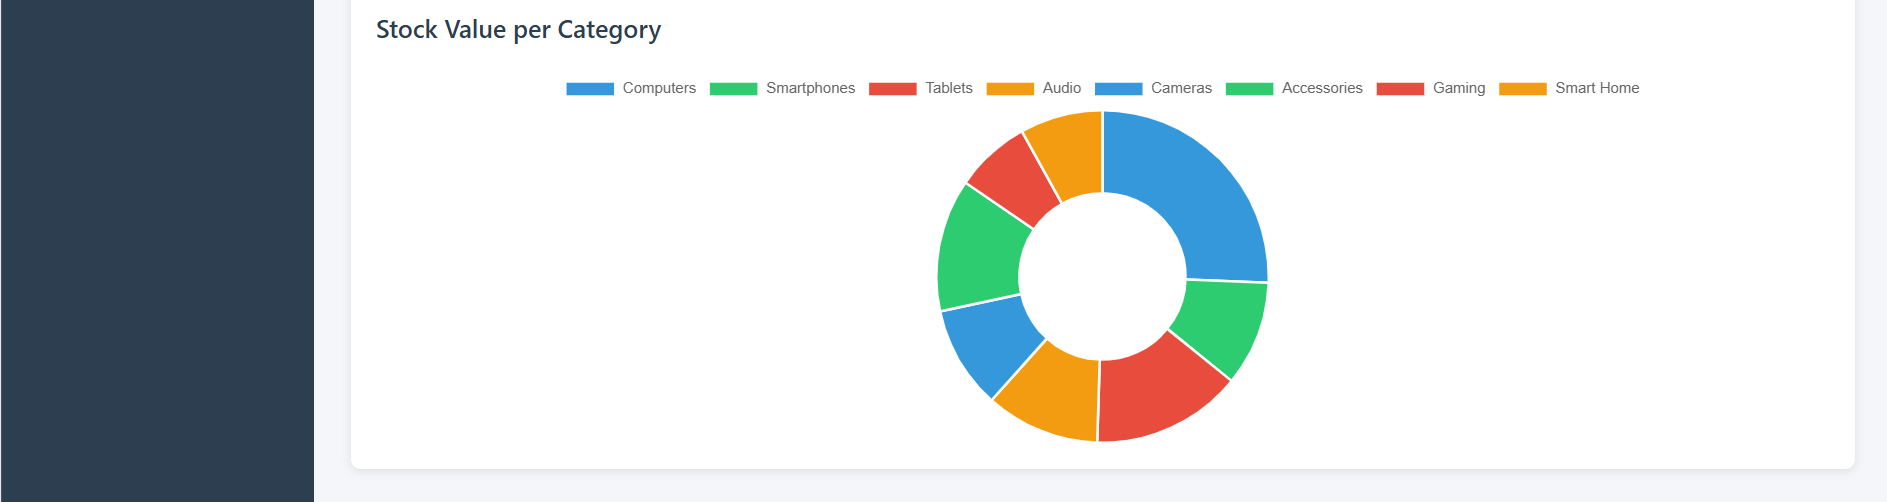 Stock Value per Category
Computers Smartphones Tablets Audio Cameras Accessories Gaming Smart Home